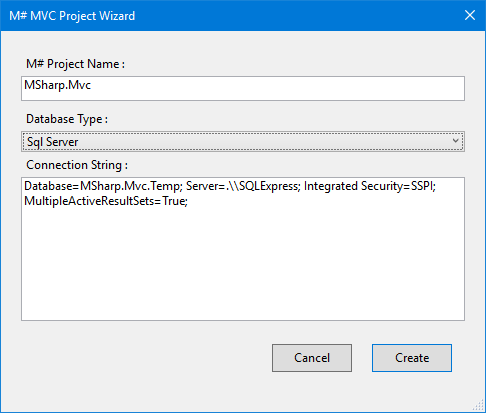 M# MVC Project Wizard
M# Project Name :
MSharp.Mvc
Database Type :
Sql Server
Connection String :
Database=MSharp.Mvc.Temp; Server=.\\SQLExpress; Integrated Security=SSPI;
MultipleActiveResultSets=True;
Cancel
Create